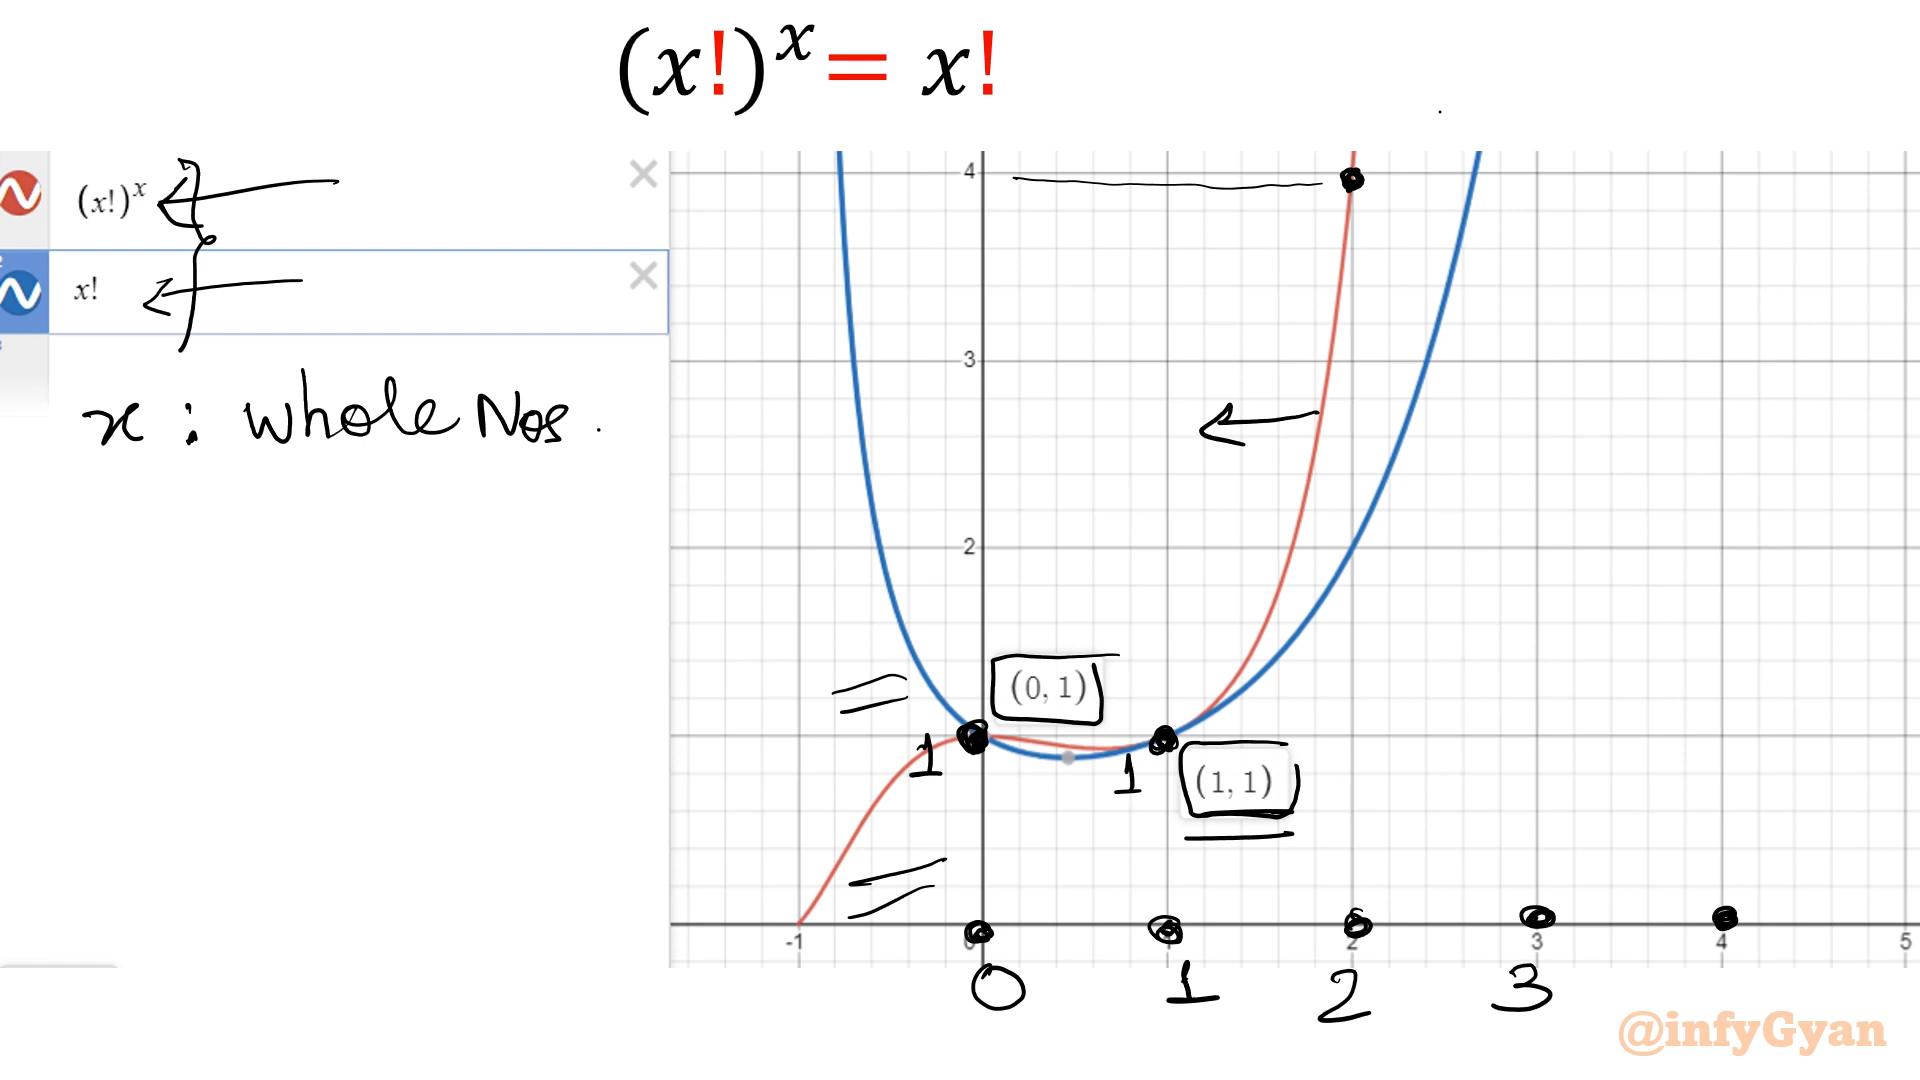 (x!)^x = x!
(x!)^x
2
x!
x : whole Nos.
4
3
2
(0, 1)
1
1
(1, 1)
-1 0 2 3 4 5
0 1 2 3
@infyGyan